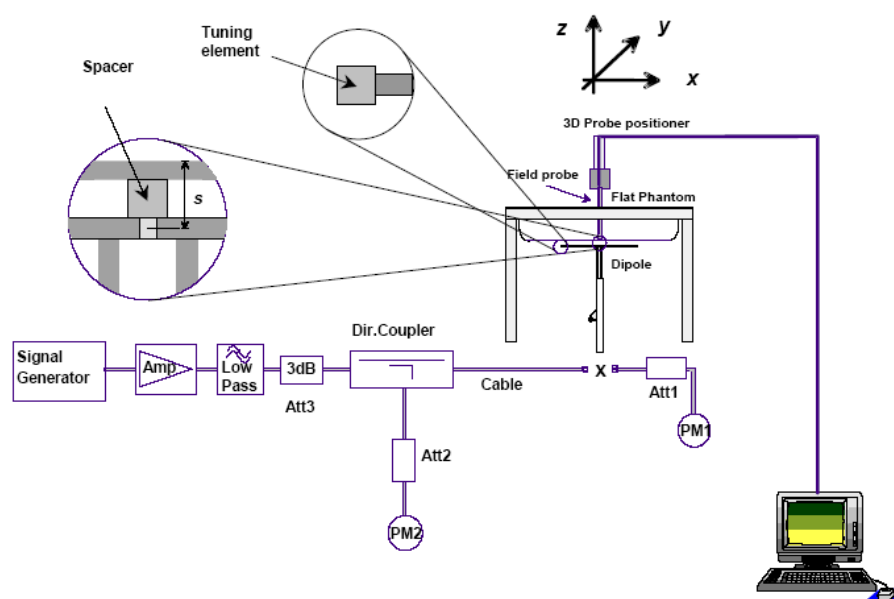 Tuning
element
z
y
x
Spacer
3D Probe positioner
Field probe
Flat Phantom
s
Dipole
Dir.Coupler
Signal
Generator
Amp
Low
Pass
3dB
Att3
Cable
X
Att1
PM1
Att2
PM2